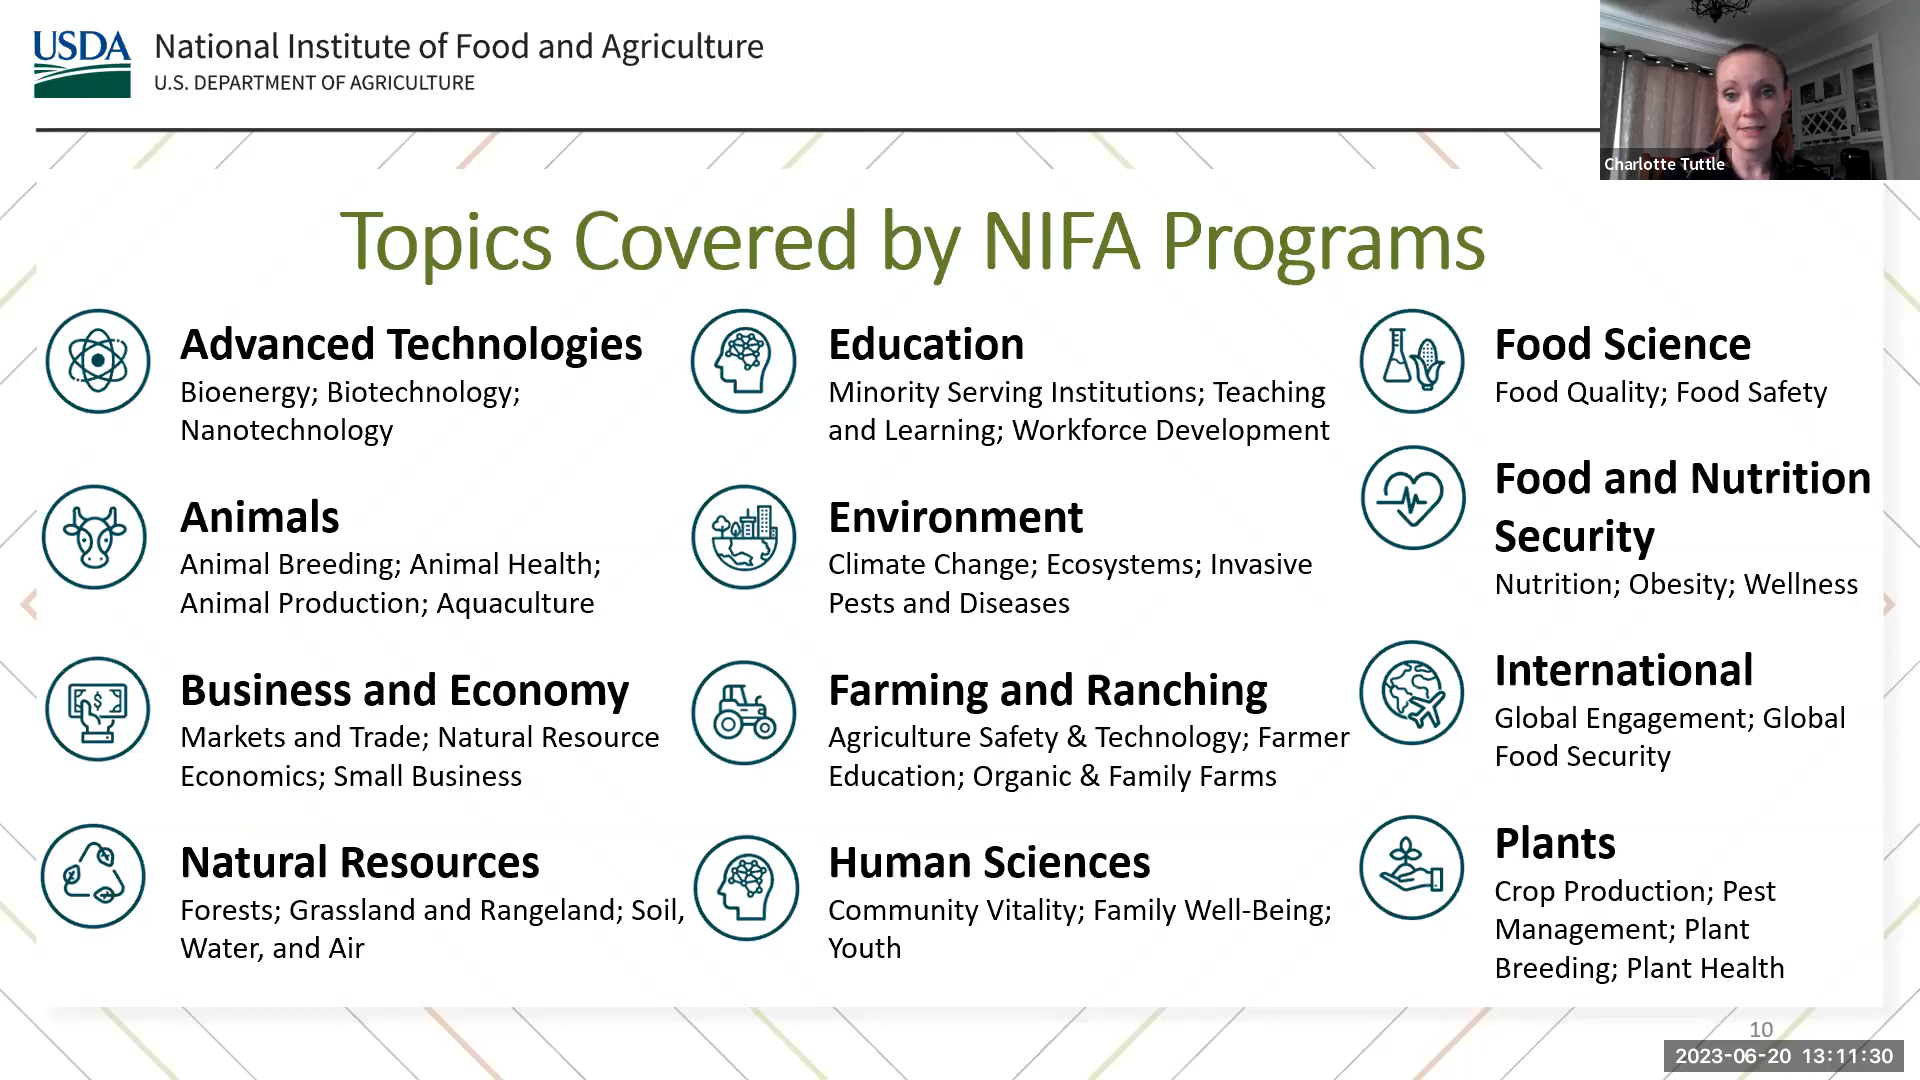 USDA
National Institute of Food and Agriculture
U.S. DEPARTMENT OF AGRICULTURE
Charlotte Tuttle
Topics Covered by NIFA Programs
Advanced Technologies
Bioenergy; Biotechnology;
Nanotechnology
Animals
Animal Breeding; Animal Health;
Animal Production; Aquaculture
Business and Economy
Markets and Trade; Natural Resource
Economics; Small Business
Natural Resources
Forests; Grassland and Rangeland; Soil,
Water, and Air
Education
Minority Serving Institutions; Teaching
and Learning; Workforce Development
Environment
Climate Change; Ecosystems; Invasive
Pests and Diseases
Farming and Ranching
Agriculture Safety & Technology; Farmer
Education; Organic & Family Farms
Human Sciences
Community Vitality; Family Well-Being;
Youth
Food Science
Food Quality; Food Safety
Food and Nutrition
Security
Nutrition; Obesity; Wellness
International
Global Engagement; Global
Food Security
Plants
Crop Production; Pest
Management; Plant
Breeding; Plant Health
10
2023-06-20 13:11:30